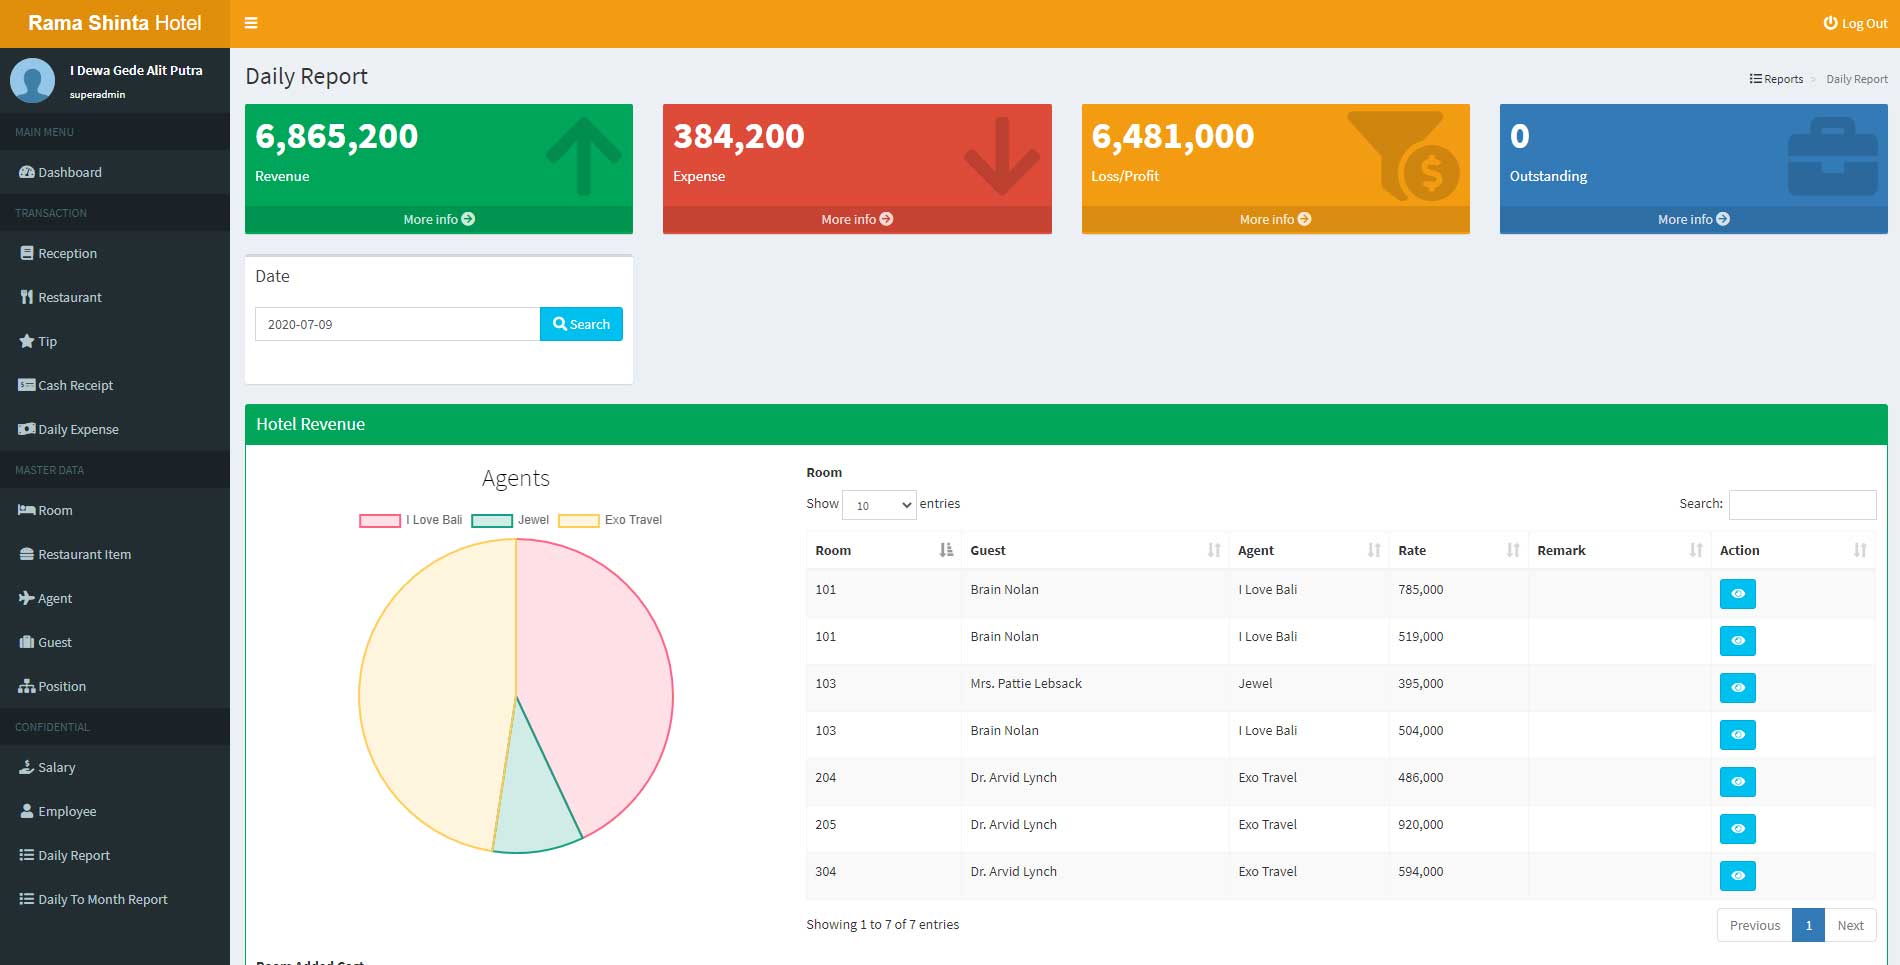 Rama Shinta Hotel
Log Out
I Dewa Gede Alit Putra
superadmin
MAIN MENU
Dashboard
TRANSACTION
Reception
Restaurant
Tip
Cash Receipt
Daily Expense
MASTER DATA
Room
Restaurant Item
Agent
Guest
Position
CONFIDENTIAL
Salary
Employee
Daily Report
Daily To Month Report
Daily Report
Reports > Daily Report
6,865,200
Revenue
More info
384,200
Expense
More info
6,481,000
Loss/Profit
More info
0
Outstanding
More info
Date
2020-07-09 Search
Hotel Revenue
Agents
I Love Bali Jewel Exo Travel
Room
Show 10 entries Search:
Room Guest Agent Rate Remark Action
101 Brain Nolan I Love Bali 785,000
101 Brain Nolan I Love Bali 519,000
103 Mrs. Pattie Lebsack Jewel 395,000
103 Brain Nolan I Love Bali 504,000
204 Dr. Arvid Lynch Exo Travel 486,000
205 Dr. Arvid Lynch Exo Travel 920,000
304 Dr. Arvid Lynch Exo Travel 594,000
Showing 1 to 7 of 7 entries Previous 1 Next
Room Added Cost